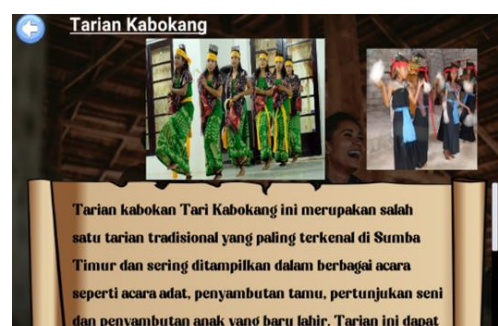 Tarian Kabokang
Tarian kabokan Tari Kabokang ini merupakan salah
satu tarian tradisional yang paling terkenal di Sumba
Timur dan sering ditampilkan dalam berbagai acara
seperti acara adat, penyambutan tamu, pertunjukan seni
dan penyambutan anak yang baru lahir. Tarian ini dapat